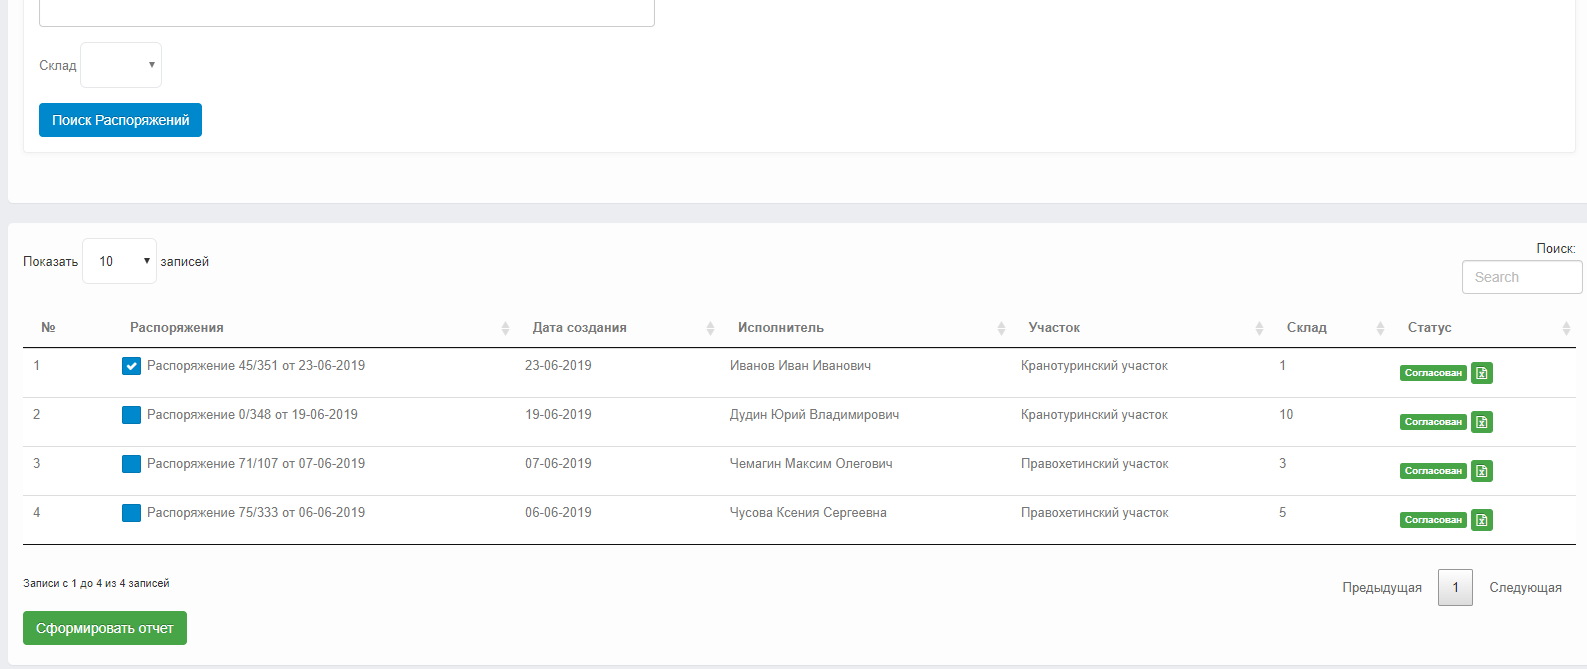 Склад
Поиск Распоряжений
Показать 10 записей
Поиск:
Search
№ Распоряжения Дата создания Исполнитель Участок Склад Статус
1 Распоряжение 45/351 от 23-06-2019 23-06-2019 Иванов Иван Иванович Кранотуринский участок 1 Согласован
2 Распоряжение 0/348 от 19-06-2019 19-06-2019 Дудин Юрий Владимирович Кранотуринский участок 10 Согласован
3 Распоряжение 71/107 от 07-06-2019 07-06-2019 Чемагин Максим Олегович Правохетинский участок 3 Согласован
4 Распоряжение 75/333 от 06-06-2019 06-06-2019 Чусова Ксения Сергеевна Правохетинский участок 5 Согласован
Записи с 1 до 4 из 4 записей
Предыдущая 1 Следующая
Сформировать отчет